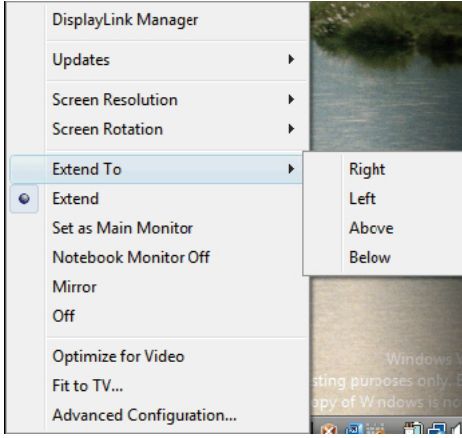 DisplayLink Manager
Updates
Screen Resolution
Screen Rotation
Extend To
Extend
Set as Main Monitor
Notebook Monitor Off
Mirror
Off
Optimize for Video
Fit to TV...
Advanced Configuration...
Right
Left
Above
Below
Windows
sting purposes only.
opy of Windows is no